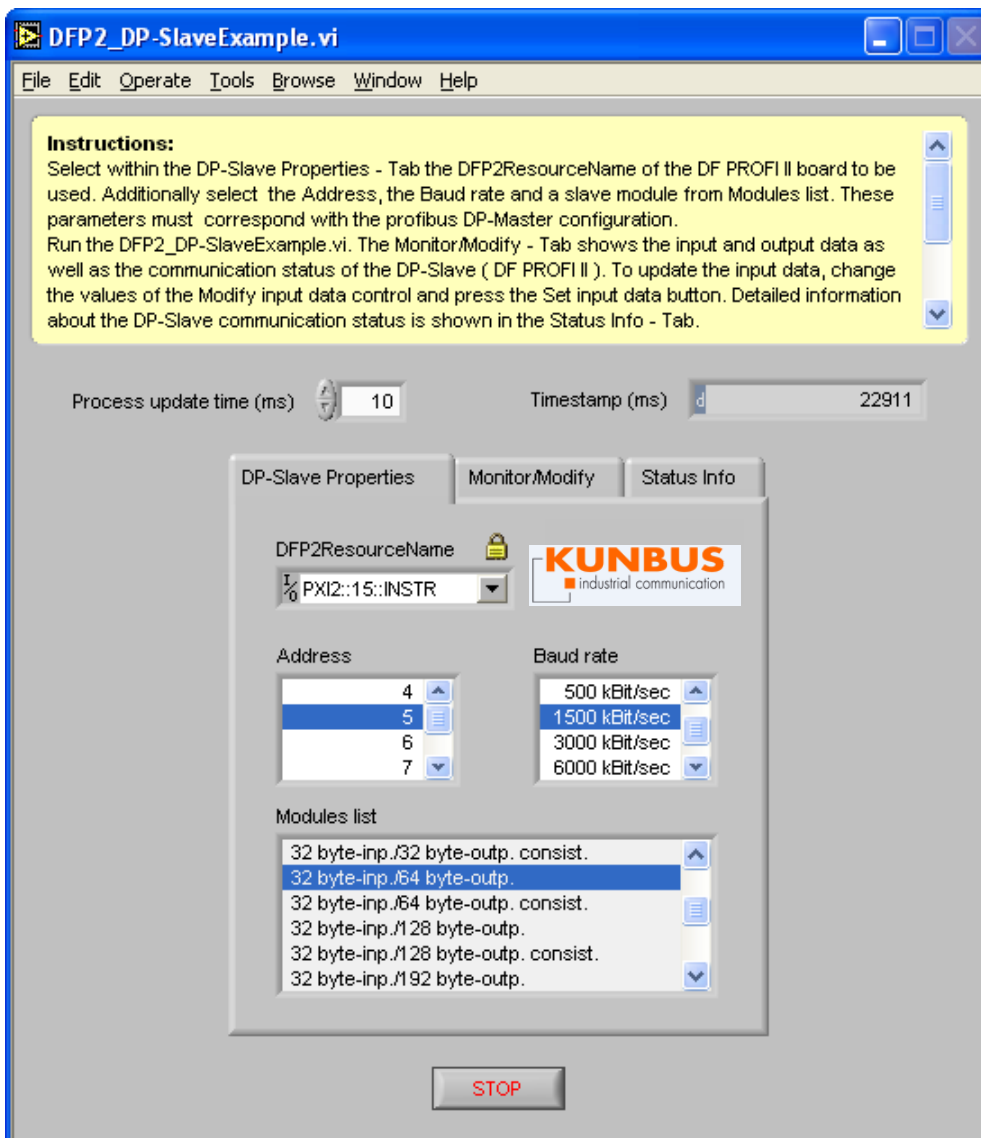 DFP2_DP-SlaveExample.vi
File Edit Operate Tools Browse Window Help
Instructions:
Select within the DP-Slave Properties - Tab the DFP2ResourceName of the DF PROFI II board to be
used. Additionally select the Address, the Baud rate and a slave module from Modules list. These
parameters must correspond with the profibus DP-Master configuration.
Run the DFP2_DP-SlaveExample.vi. The Monitor/Modify - Tab shows the input and output data as
well as the communication status of the DP-Slave ( DF PROFI II ). To update the input data, change
the values of the Modify input data control and press the Set input data button. Detailed information
about the DP-Slave communication status is shown in the Status Info - Tab.
Process update time (ms) 10 Timestamp (ms) d 22911
DP-Slave Properties Monitor/Modify Status Info
DFP2ResourceName
I/O PXI2::15::INSTR
KUNBUS
industrial communication
Address
4
5
6
7
Baud rate
500 kBit/sec
1500 kBit/sec
3000 kBit/sec
6000 kBit/sec
Modules list
32 byte-inp./32 byte-outp. consist.
32 byte-inp./64 byte-outp.
32 byte-inp./64 byte-outp. consist.
32 byte-inp./128 byte-outp.
32 byte-inp./128 byte-outp. consist.
32 byte-inp./192 byte-outp.
STOP